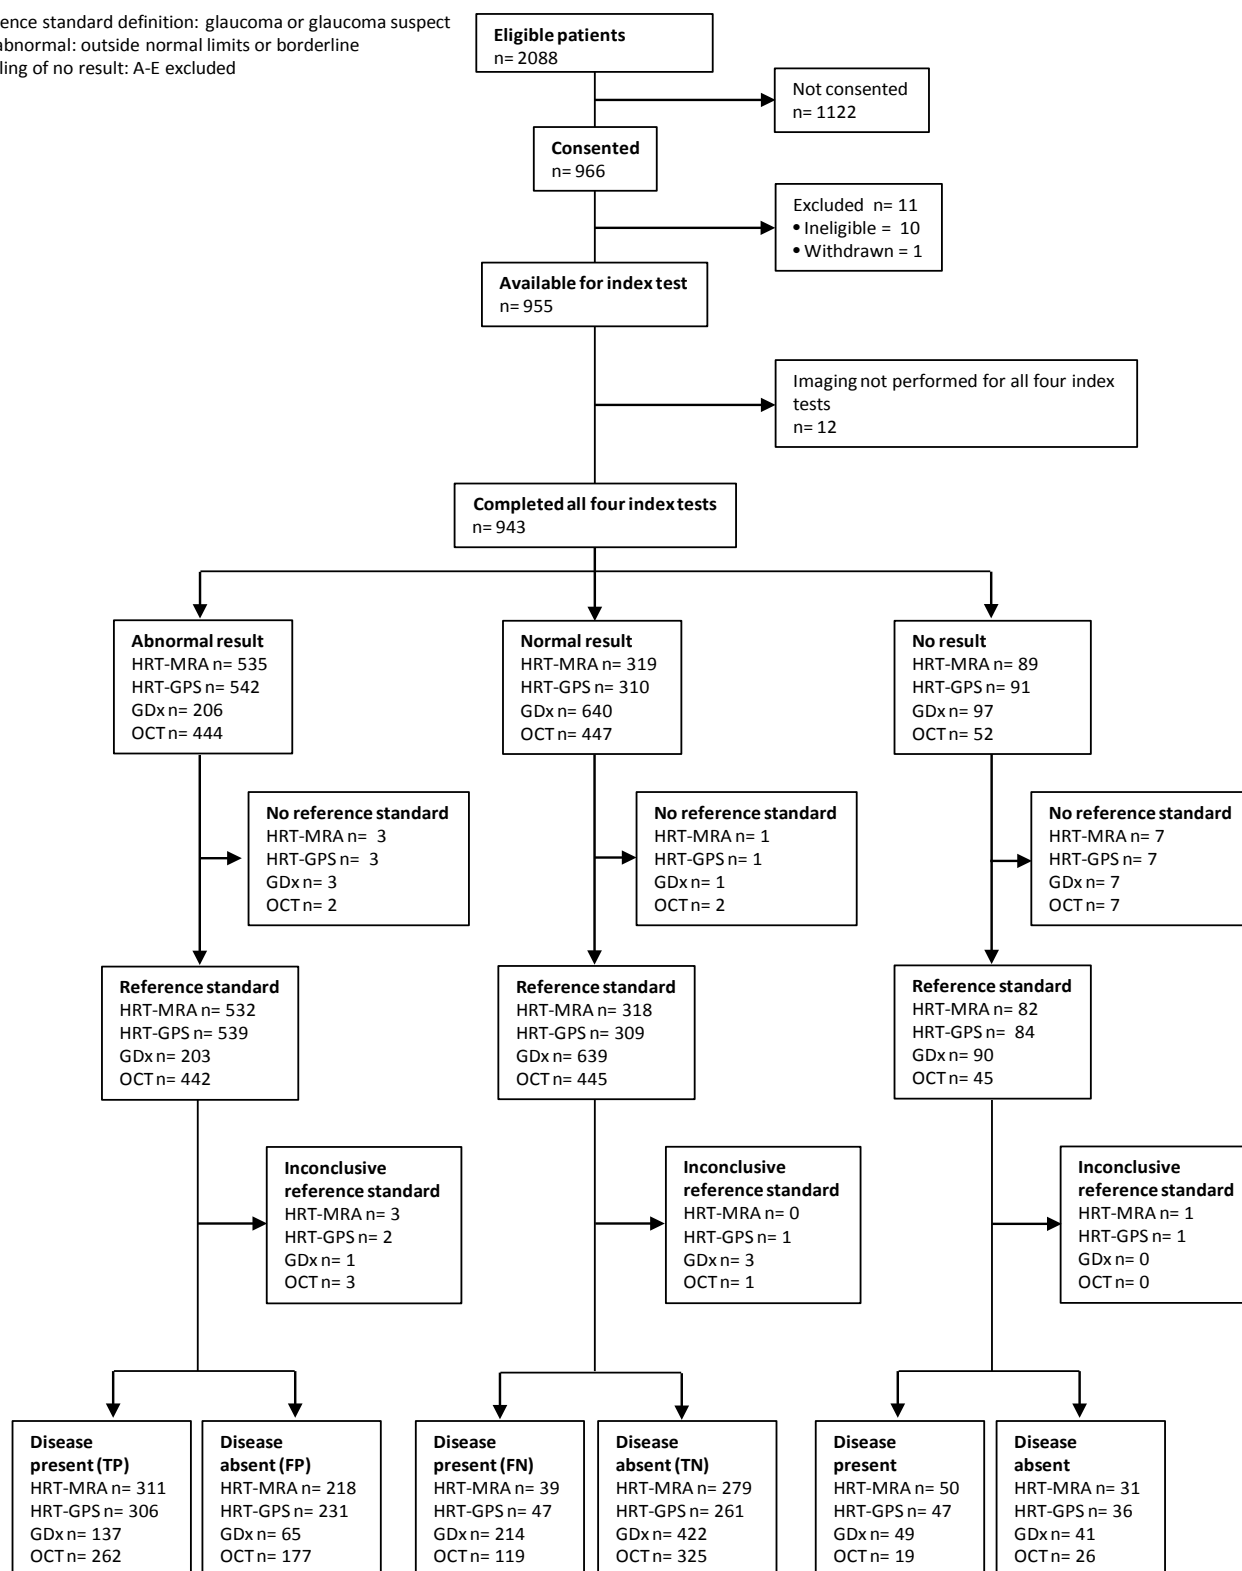 ence standard definition: glaucoma or glaucoma suspect
abnormal: outside normal limits or borderline
ling of no result: A-E excluded
Eligible patients
n= 2088
Not consented
n= 1122
Consented
n= 966
Excluded n= 11
• Ineligible = 10
• Withdrawn = 1
Available for index test
n= 955
Imaging not performed for all four index
tests
n= 12
Completed all four index tests
n= 943
Abnormal result
HRT-MRA n= 535
HRT-GPS n= 542
GDx n= 206
OCT n= 444
Normal result
HRT-MRA n= 319
HRT-GPS n= 310
GDx n= 640
OCT n= 447
No result
HRT-MRA n= 89
HRT-GPS n= 91
GDx n= 97
OCT n= 52
No reference standard
HRT-MRA n= 3
HRT-GPS n= 3
GDx n= 3
OCT n= 2
No reference standard
HRT-MRA n= 1
HRT-GPS n= 1
GDx n= 1
OCT n= 2
No reference standard
HRT-MRA n= 7
HRT-GPS n= 7
GDx n= 7
OCT n= 7
Reference standard
HRT-MRA n= 532
HRT-GPS n= 539
GDx n= 203
OCT n= 442
Reference standard
HRT-MRA n= 318
HRT-GPS n= 309
GDx n= 639
OCT n= 445
Reference standard
HRT-MRA n= 82
HRT-GPS n= 84
GDx n= 90
OCT n= 45
Inconclusive
reference standard
HRT-MRA n= 3
HRT-GPS n= 2
GDx n= 1
OCT n= 3
Inconclusive
reference standard
HRT-MRA n= 0
HRT-GPS n= 1
GDx n= 3
OCT n= 1
Inconclusive
reference standard
HRT-MRA n= 1
HRT-GPS n= 1
GDx n= 0
OCT n= 0
Disease
present (TP)
HRT-MRA n= 311
HRT-GPS n= 306
GDx n= 137
OCT n= 262
Disease
absent (FP)
HRT-MRA n= 218
HRT-GPS n= 231
GDx n= 65
OCT n= 177
Disease
present (FN)
HRT-MRA n= 39
HRT-GPS n= 47
GDx n= 214
OCT n= 119
Disease
absent (TN)
HRT-MRA n= 279
HRT-GPS n= 261
GDx n= 422
OCT n= 325
Disease
present
HRT-MRA n= 50
HRT-GPS n= 47
GDx n= 49
OCT n= 19
Disease
absent
HRT-MRA n= 31
HRT-GPS n= 36
GDx n= 41
OCT n= 26